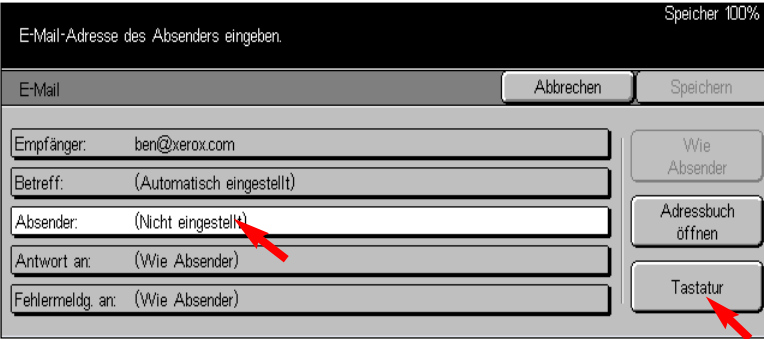 Speicher 100%
E-Mail-Adresse des Absenders eingeben.
E-Mail
Abbrechen
Speichern
Empfänger: ben@xerox.com
Wie
Absender
Betreff: (Automatisch eingestellt)
Absender: (Nicht eingestellt)
Adressbuch
öffnen
Antwort an: (Wie Absender)
Tastatur
Fehlermeldg. an: (Wie Absender)